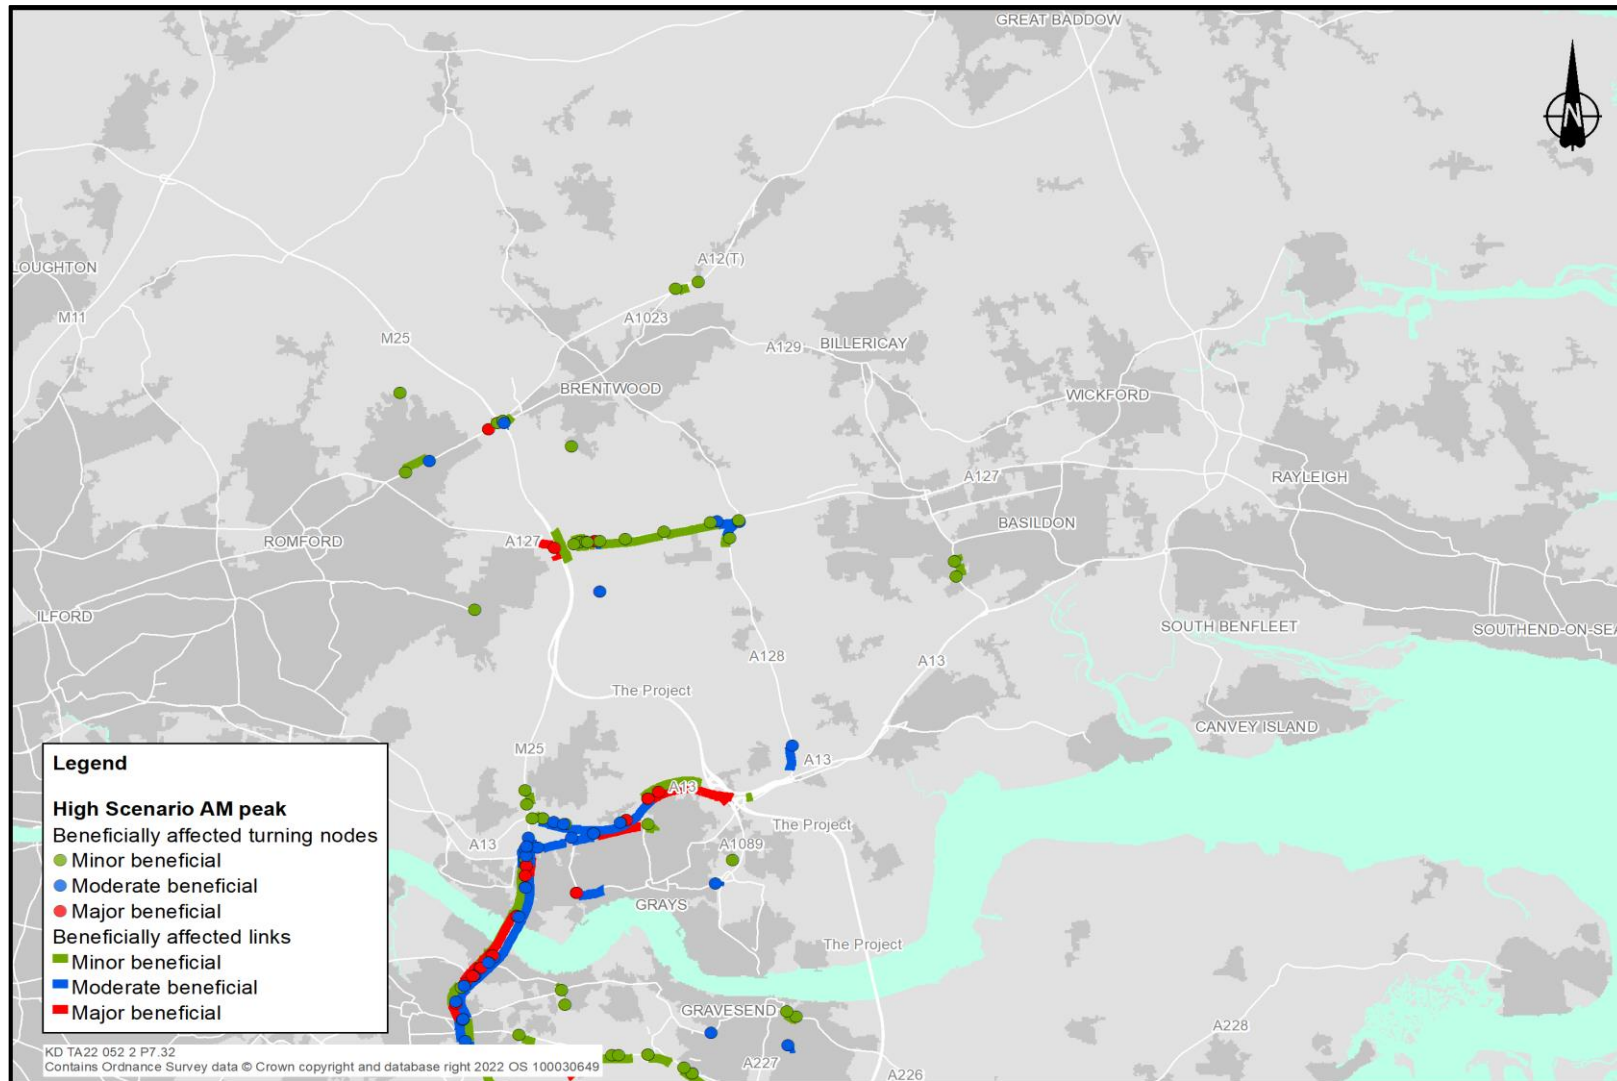 GREAT BADDOW
N
A12(T)
LOUGHTON
M11
A1023
M25
A129
BILLERICAY
BRENTWOOD
WICKFORD
A127
RAYLEIGH
BASILDON
ROMFORD
A127
ILFORD
SOUTH BENFLEET
SOUTHEND-ON-SEA
A128
A13
The Project
CANVEY ISLAND
M25
A13
A13
The Project
A13
A1089
GRAYS
The Project
GRAVESEND
A228
A227
A226
Legend
High Scenario AM peak
Beneficially affected turning nodes
Minor beneficial
Moderate beneficial
Major beneficial
Beneficially affected links
Minor beneficial
Moderate beneficial
Major beneficial
KD TA22 052 2 P7.32
Contains Ordnance Survey data © Crown copyright and database right 2022 OS 100030649